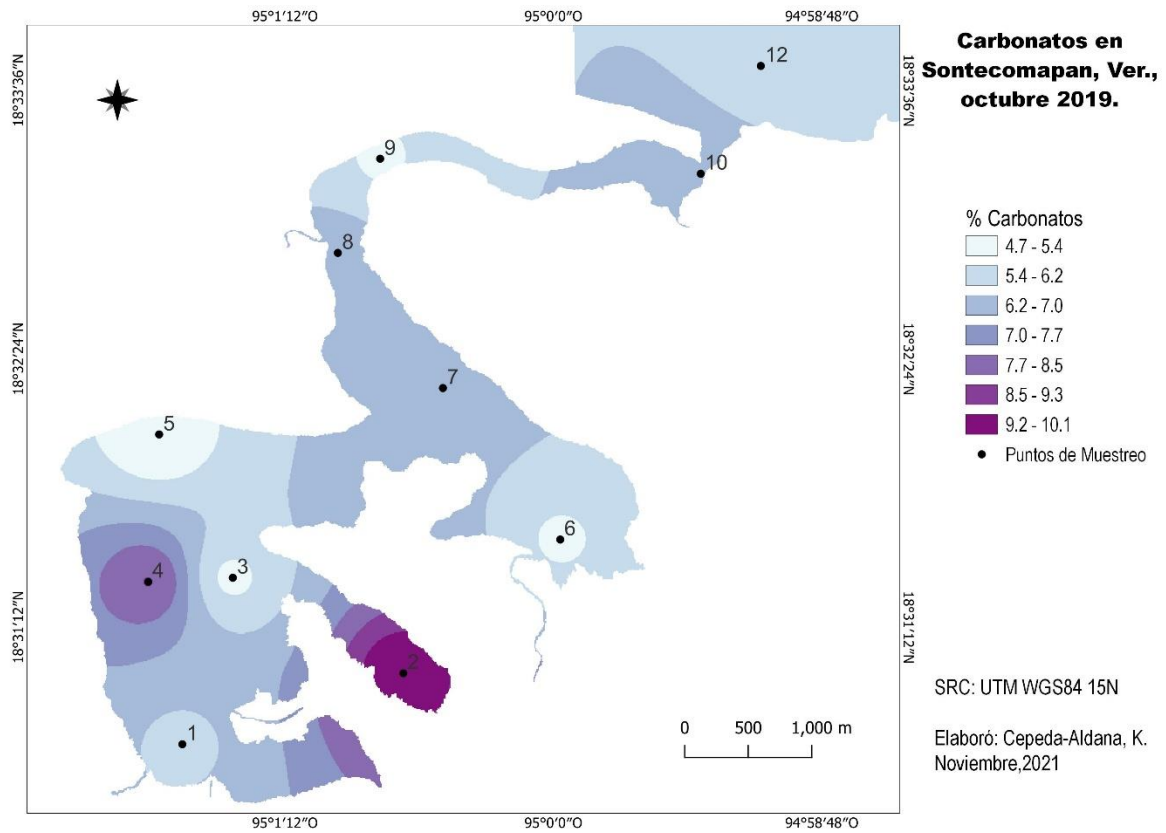 95°1′12″O 95°0′0″O 94°58′48″O
Carbonatos en
Sontecomapan, Ver.,
octubre 2019.
18°33′36″N
18°33′36″N
12
9
10
8
% Carbonatos
4.7 - 5.4
5.4 - 6.2
6.2 - 7.0
7.0 - 7.7
7.7 - 8.5
8.5 - 9.3
9.2 - 10.1
Puntos de Muestreo
18°32′24″N
18°32′24″N
7
5
6
4
3
18°31′12″N
18°31′12″N
2
1
0 500 1,000 m
SRC: UTM WGS84 15N
Elaboró: Cepeda-Aldana, K.
Noviembre,2021
95°1′12″O 95°0′0″O 94°58′48″O